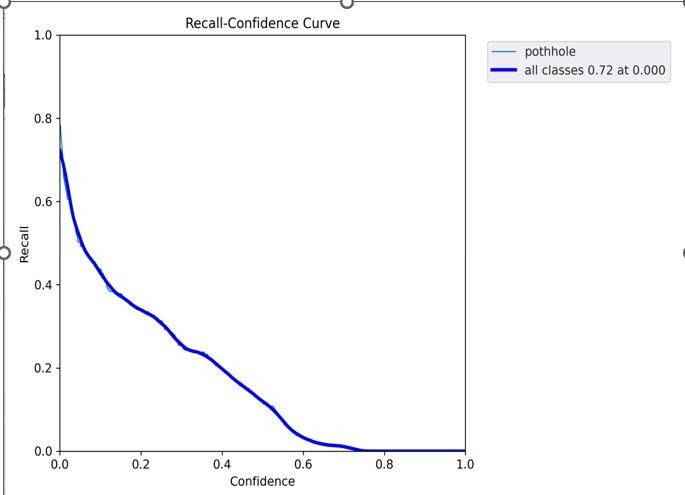 Recall-Confidence Curve
pothhole
all classes 0.72 at 0.000
1.0
0.8
0.6
0.4
0.2
0.0
Recall
0.0 0.2 0.4 0.6 0.8 1.0
Confidence